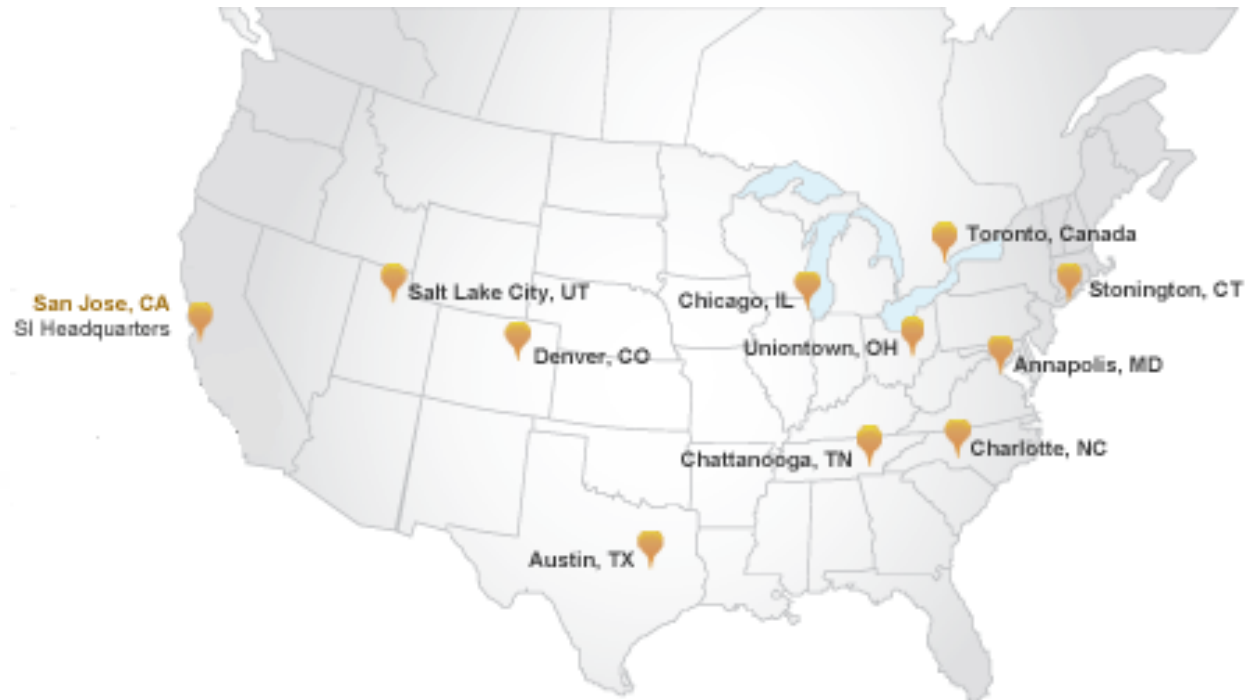 Toronto, Canada
San Jose, CA
SI Headquarters
Salt Lake City, UT
Chicago, IL
Stonington, CT
Denver, CO
Uniontown, OH
Annapolis, MD
Chattanooga, TN
Charlotte, NC
Austin, TX